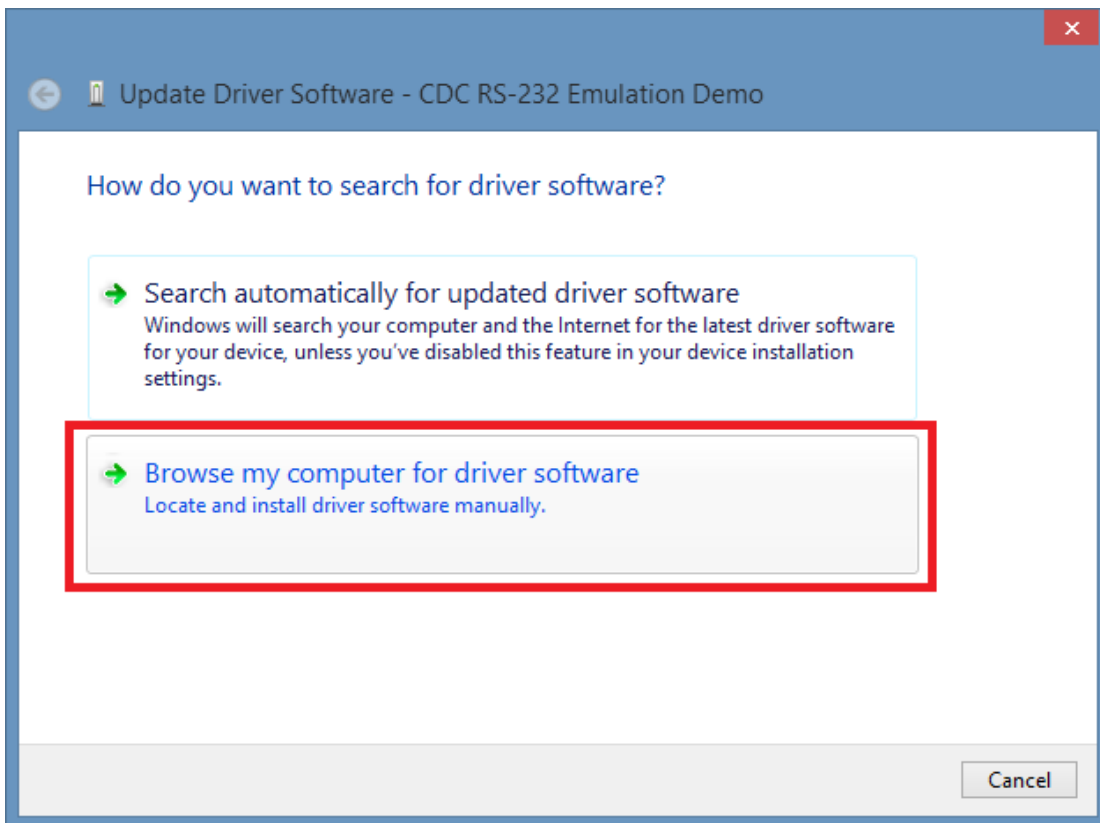 Update Driver Software - CDC RS-232 Emulation Demo
How do you want to search for driver software?
Search automatically for updated driver software
Windows will search your computer and the Internet for the latest driver software
for your device, unless you've disabled this feature in your device installation
settings.
Browse my computer for driver software
Locate and install driver software manually.
Cancel